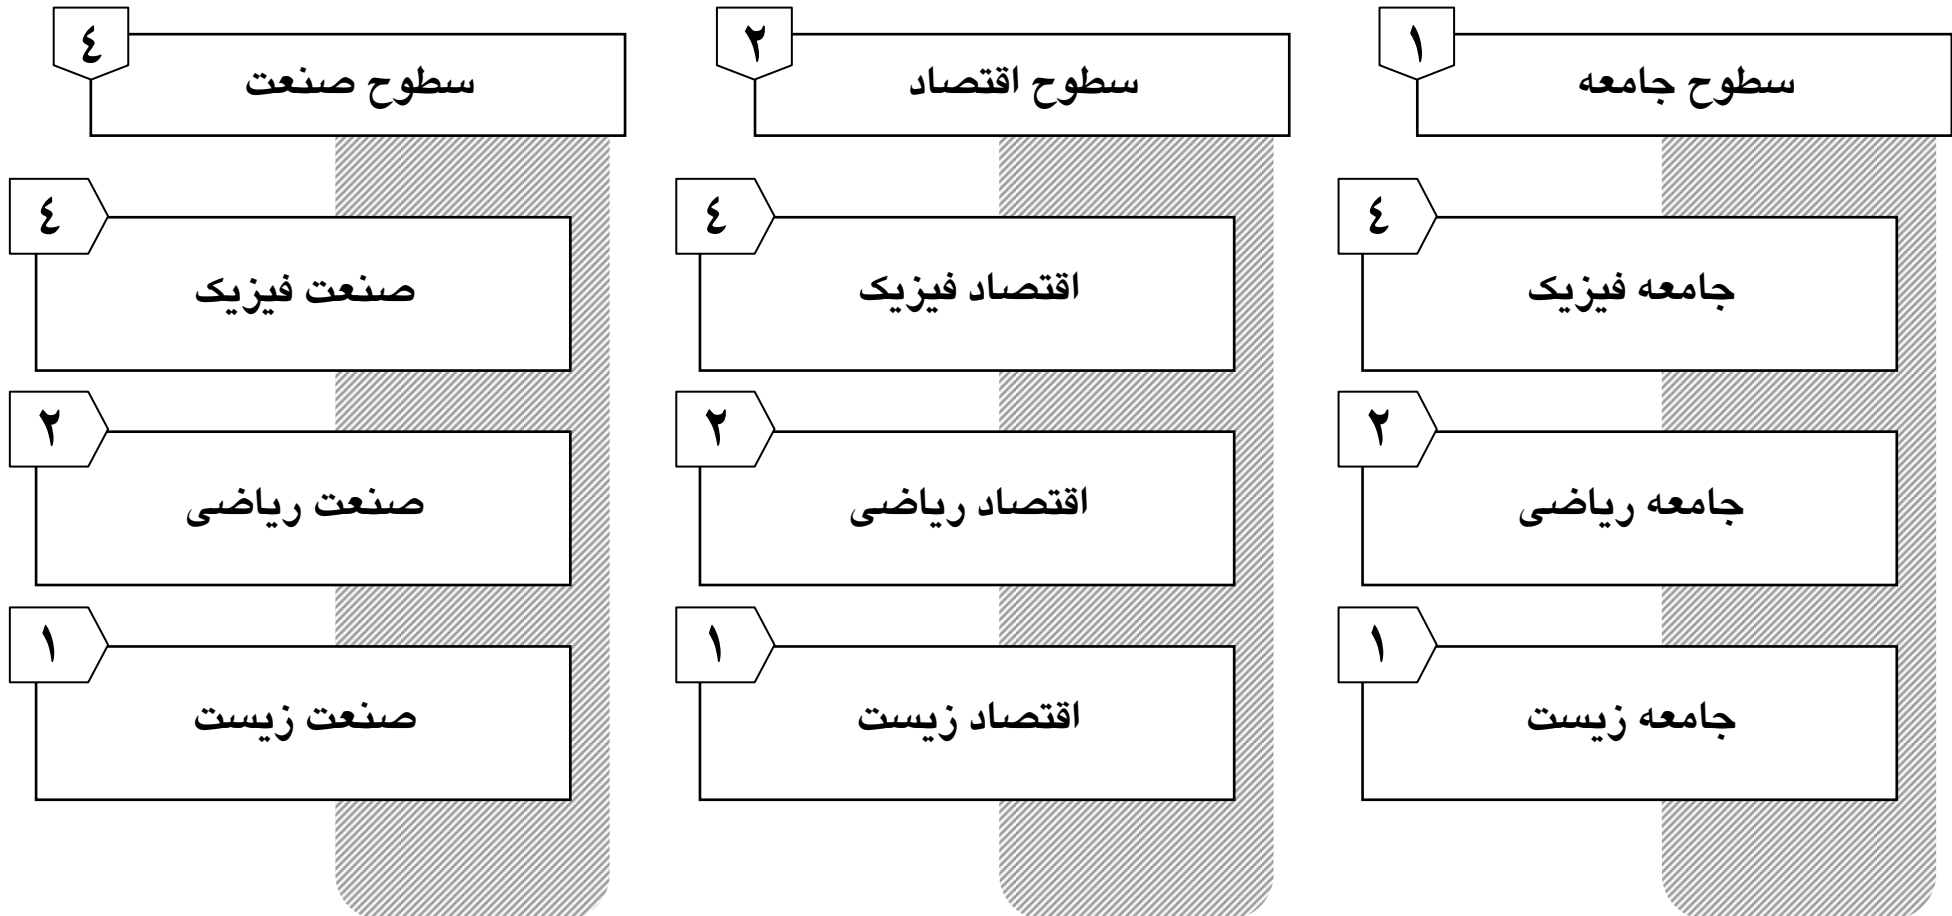 ١
سطوح جامعه
٤
جامعه فیزیک
٢
جامعه ریاضی
١
جامعه زیست
٢
سطوح اقتصاد
٤
اقتصاد فیزیک
٢
اقتصاد ریاضی
١
اقتصاد زیست
٤
سطوح صنعت
٤
صنعت فیزیک
٢
صنعت ریاضی
١
صنعت زیست